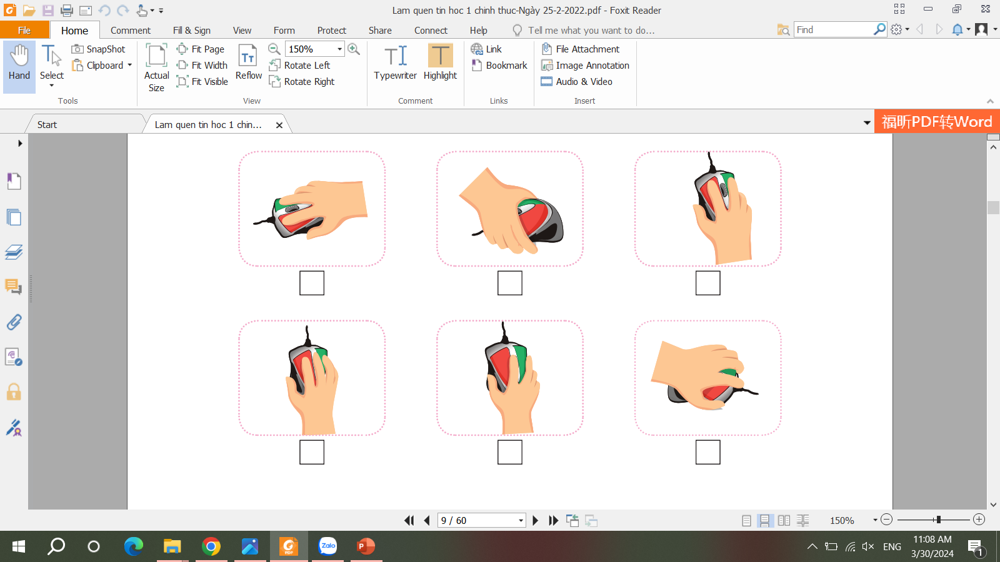 Lam quen tin hoc 1 chinh thuc-Ngày 25-2-2022.pdf - Foxit Reader
File Home Comment Fill & Sign View Form Protect Share Connect Help Tell me what you want to do... Find
Hand
Select
SnapShot
Clipboard
Tools
Actual Size
Fit Page
Fit Width
Fit Visible
Reflow
150%
Rotate Left
Rotate Right
View
Typewriter
Highlight
Comment
Link
Bookmark
Links
File Attachment
Image Annotation
Audio & Video
Insert
Start
Lam quen tin hoc 1 chin...
福昕PDF转Word
9 / 60
150%
PDF
Zalo
P
ENG
11:08 AM
3/30/2024
1